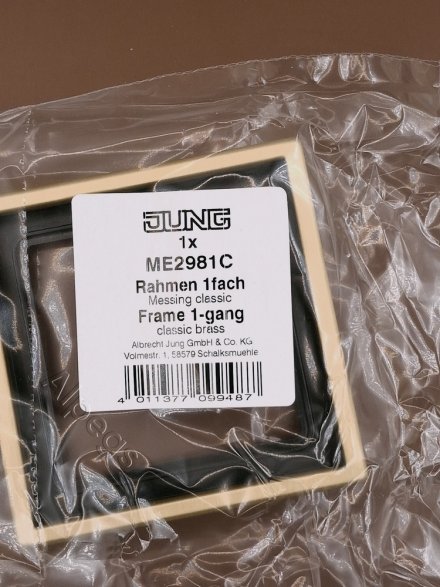 JUNG
1x
ME2981C
Rahmen 1fach
Messing classic
Frame 1-gang
classic brass
Albrecht Jung GmbH & Co. KG
Volmestr. 1, 58579 Schalksmuehle
4 011377 099487